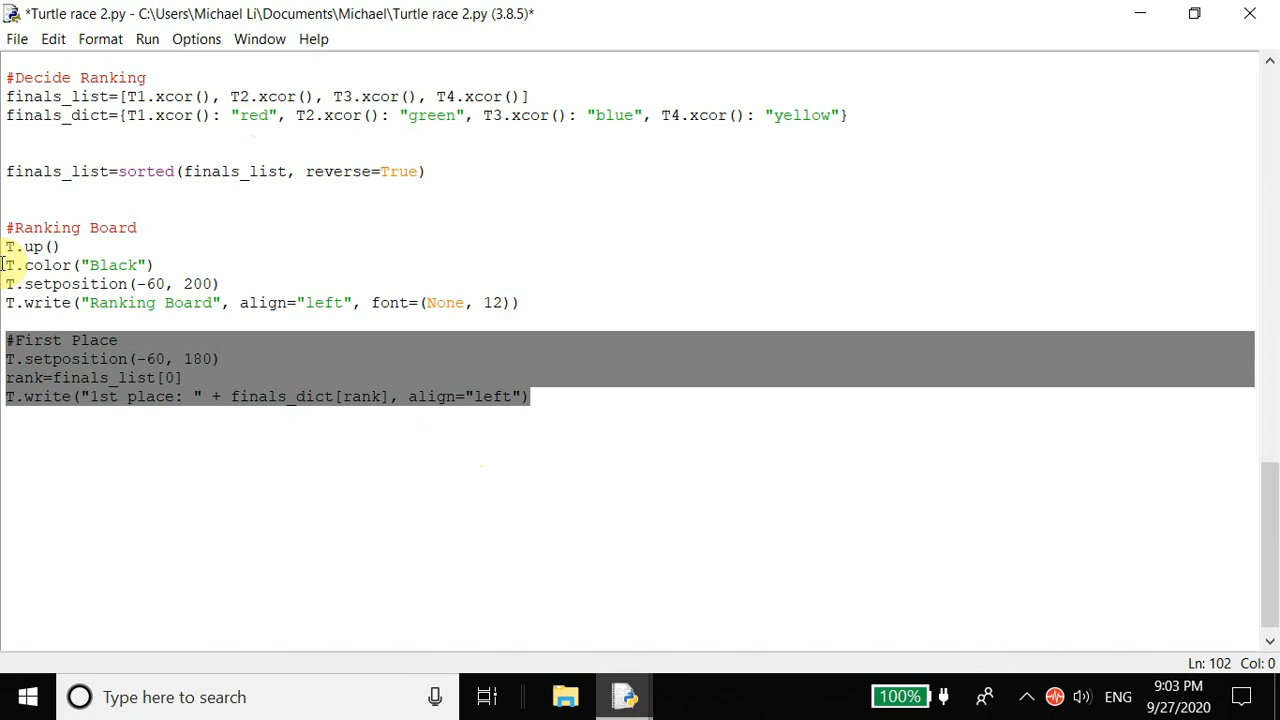 *Turtle race 2.py - C:\Users\Michael Li\Documents\Michael\Turtle race 2.py (3.8.5)*
File Edit Format Run Options Window Help
#Decide Ranking
finals_list=[T1.xcor(), T2.xcor(), T3.xcor(), T4.xcor()]
finals_dict={T1.xcor(): "red", T2.xcor(): "green", T3.xcor(): "blue", T4.xcor(): "yellow"}
finals_list=sorted(finals_list, reverse=True)
#Ranking Board
T.up()
T.color("Black")
T.setposition(-60, 200)
T.write("Ranking Board", align="left", font=(None, 12))
#First Place
T.setposition(-60, 180)
rank=finals_list[0]
T.write("1st place: " + finals_dict[rank], align="left")
Ln: 102 Col: 0
Type here to search
100%
ENG
9:03 PM
9/27/2020